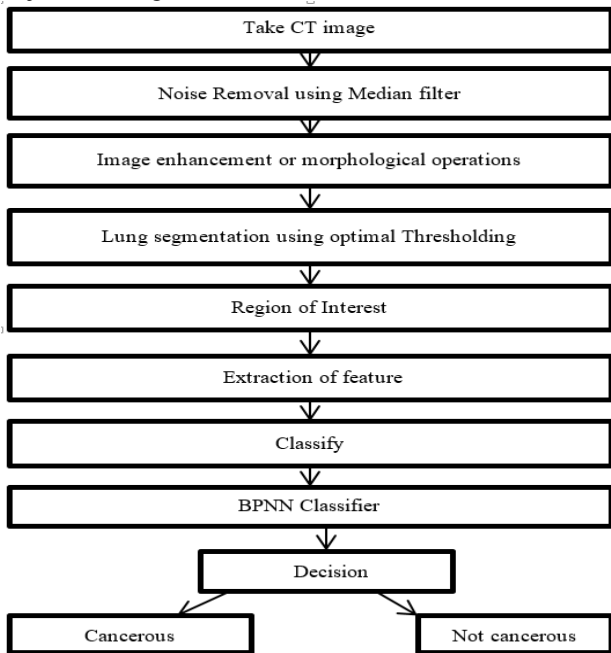 Take CT image
Noise Removal using Median filter
Image enhancement or morphological operations
Lung segmentation using optimal Thresholding
Region of Interest
Extraction of feature
Classify
BPNN Classifier
Decision
Cancerous
Not cancerous